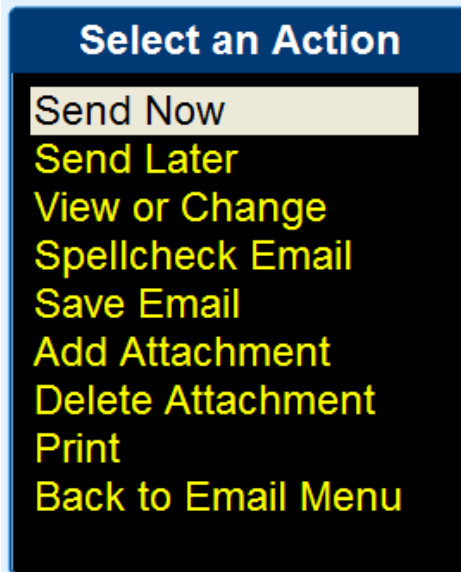 Select an Action
Send Now
Send Later
View or Change
Spellcheck Email
Save Email
Add Attachment
Delete Attachment
Print
Back to Email Menu